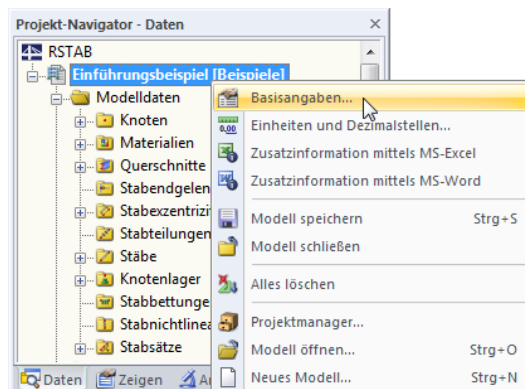 Projekt-Navigator - Daten
RSTAB
Einführungsbeispiel [Beispiele]
Modelldaten
Knoten
Materialien
Querschnitte
Stabendgelen
Stabexzentrizi
Stabteilungen
Stäbe
Knotenlager
Stabbettunge
Stabnichtlinea
Stabsätze
Daten Zeigen
Basisangaben...
0,00 Einheiten und Dezimalstellen...
Zusatzinformation mittels MS-Excel
Zusatzinformation mittels MS-Word
Modell speichern Strg+S
Modell schließen
Alles löschen
Projektmanager...
Modell öffnen... Strg+O
Neues Modell... Strg+N